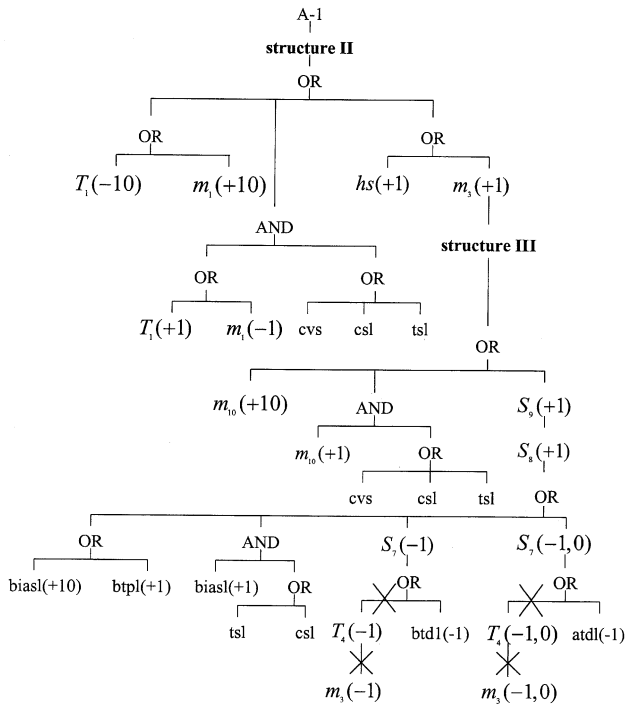 A-1
structure II
OR
OR OR
T₁(−10) m₁(+10) hs(+1) m₃(+1)
AND structure III
OR OR
T₁(+1) m₁(−1) cvs csl tsl
OR
m₁₀(+10) AND S₉(+1)
m₁₀(+1) OR S₈(+1)
cvs csl tsl OR
OR AND S₇(−1) S₇(−1,0)
biasl(+10) btpl(+1) biasl(+1) OR OR OR
tsl csl T₄(−1) btd1(-1) T₄(−1,0) atdl(-1)
m₃(−1) m₃(−1,0)